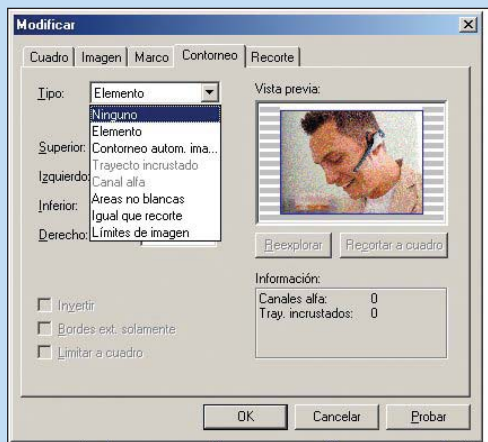 Modificar
Cuadro Imagen Marco Contorneo Recorte
Tipo: Elemento
Ninguno
Elemento
Contorneo autom. ima...
Trayecto incrustado
Canal alfa
Areas no blancas
Igual que recorte
Límites de imagen
Superior:
Izquierdo:
Inferior:
Derecho:
Invertir
Bordes ext. solamente
Limitar a cuadro
Vista previa:
Reexplorar Recortar a cuadro
Información:
Canales alfa: 0
Tray. incrustados: 0
OK Cancelar Probar